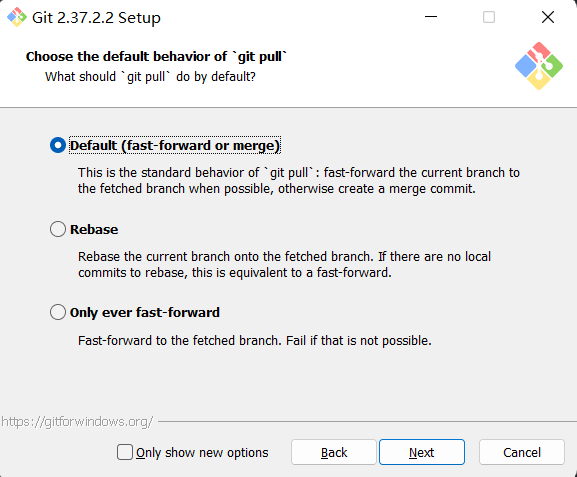 Git 2.37.2.2 Setup
Choose the default behavior of `git pull`
What should `git pull` do by default?
Default (fast-forward or merge)
This is the standard behavior of `git pull`: fast-forward the current branch to
the fetched branch when possible, otherwise create a merge commit.
Rebase
Rebase the current branch onto the fetched branch. If there are no local
commits to rebase, this is equivalent to a fast-forward.
Only ever fast-forward
Fast-forward to the fetched branch. Fail if that is not possible.
https://gitforwindows.org/
Only show new options Back Next Cancel